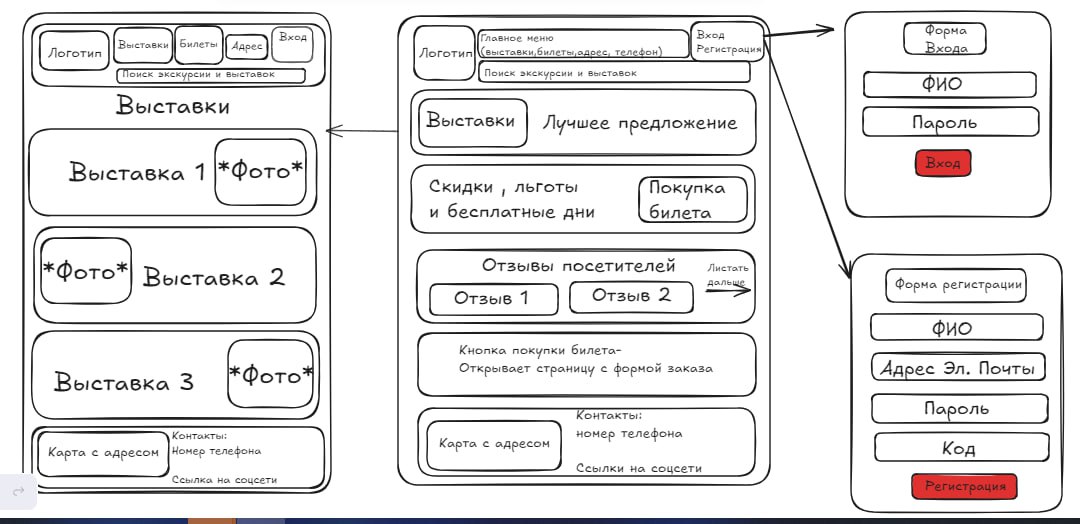 Логотип
Выставки
Билеты
Адрес
Вход
Поиск экскурсии и выставок
Выставки
Выставка 1
*Фото*
*Фото*
Выставка 2
Выставка 3
*Фото*
Карта с адресом
Контакты:
Номер телефона
Ссылка на соцсети
Логотип
Главное меню
(выставки,билеты,адрес, телефон)
Вход
Регистрация
Поиск экскурсии и выставок
Выставки
Лучшее предложение
Скидки , льготы
и бесплатные дни
Покупка
билета
Отзывы посетителей
Листать
дальше
Отзыв 1
Отзыв 2
Кнопка покупки билета-
Открывает страницу с формой заказа
Карта с адресом
Контакты:
номер телефона
Ссылки на соцсети
Форма
Входа
ФИО
Пароль
Вход
Форма регистрации
ФИО
Адрес Эл. Почты
Пароль
Код
Регистрация